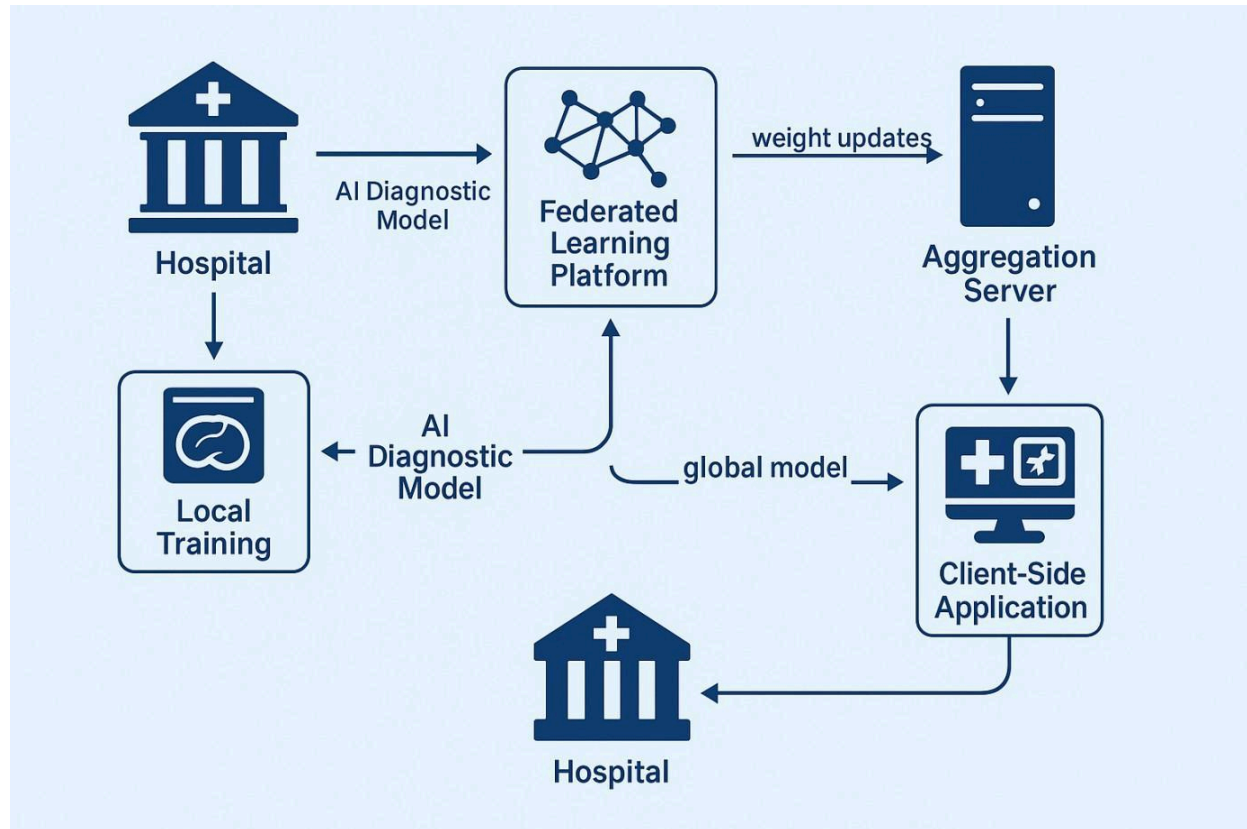 Hospital
AI Diagnostic
Model
Federated
Learning
Platform
weight updates
Aggregation
Server
Local
Training
AI
Diagnostic
Model
global model
Client-Side
Application
Hospital